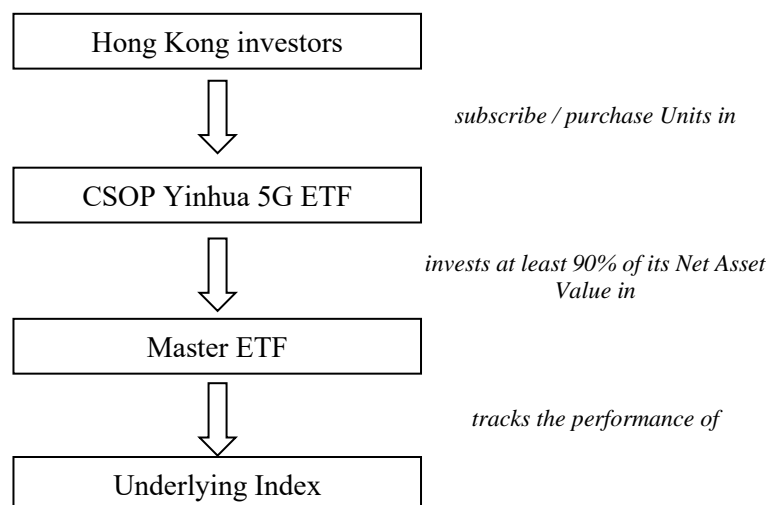 Hong Kong investors
subscribe / purchase Units in
CSOP Yinhua 5G ETF
invests at least 90% of its Net Asset
Value in
Master ETF
tracks the performance of
Underlying Index